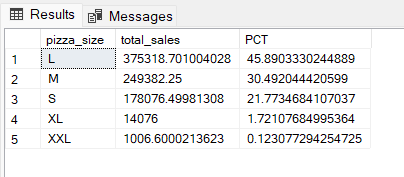 Results Messages
pizza_size total_sales PCT
1 L 375318.701004028 45.8903330244889
2 M 249382.25 30.492044420599
3 S 178076.49981308 21.7734684107037
4 XL 14076 1.72107684995364
5 XXL 1006.6000213623 0.123077294254725